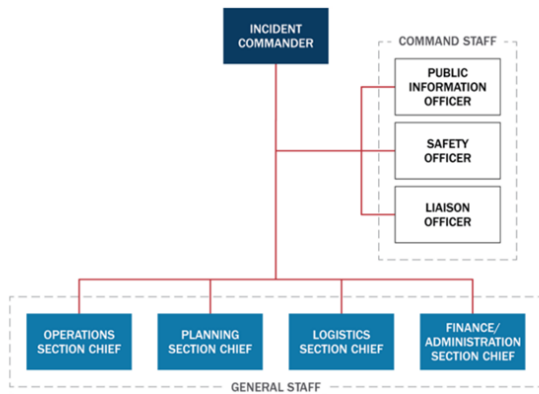 INCIDENT
COMMANDER
COMMAND STAFF
PUBLIC
INFORMATION
OFFICER
SAFETY
OFFICER
LIAISON
OFFICER
OPERATIONS
SECTION CHIEF
PLANNING
SECTION CHIEF
LOGISTICS
SECTION CHIEF
FINANCE/
ADMINISTRATION
SECTION CHIEF
GENERAL STAFF